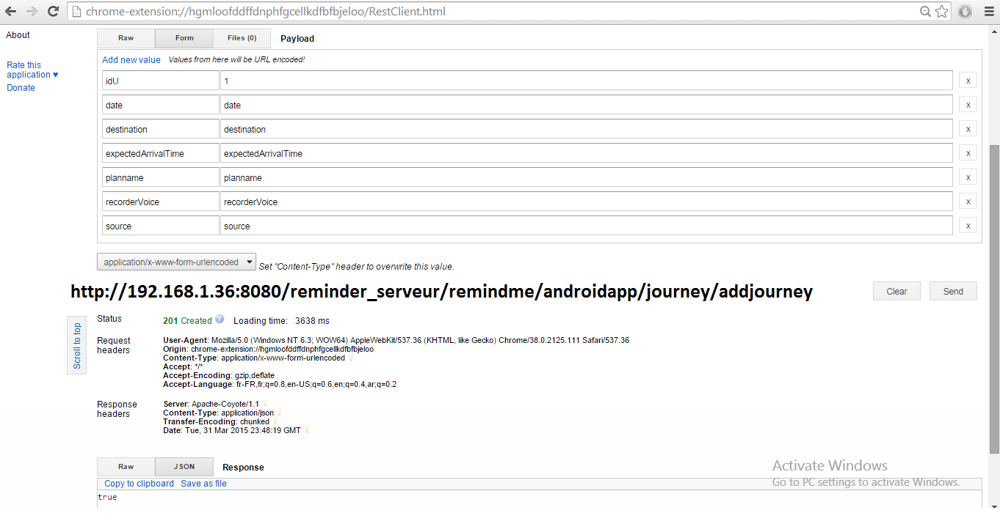 chrome-extension://hgmloofddffdnphfgcellkdfbfbjeloo/RestClient.html
About
Rate this
application ♥
Donate
Raw Form Files (0) Payload
Add new value Values from here will be URL encoded!
idU 1 x
date date x
destination destination x
expectedArrivalTime expectedArrivalTime x
planname planname x
recorderVoice recorderVoice x
source source x
application/x-www-form-urlencoded Set "Content-Type" header to overwrite this value.
http://192.168.1.36:8080/reminder_serveur/remindme/androidapp/journey/addjourney Clear Send
Scroll to top
Status 201 Created ? Loading time: 3638 ms
Request
headers
User-Agent: Mozilla/5.0 (Windows NT 6.3; WOW64) AppleWebKit/537.36 (KHTML, like Gecko) Chrome/38.0.2125.111 Safari/537.36
Origin: chrome-extension://hgmloofddffdnphfgcellkdfbfbjeloo
Content-Type: application/x-www-form-urlencoded
Accept: */*
Accept-Encoding: gzip,deflate
Accept-Language: fr-FR,fr;q=0.8,en-US;q=0.6,en;q=0.4,ar;q=0.2
Response
headers
Server: Apache-Coyote/1.1
Content-Type: application/json
Transfer-Encoding: chunked
Date: Tue, 31 Mar 2015 23:48:19 GMT
Raw JSON Response
Copy to clipboard Save as file
true
Activate Windows
Go to PC settings to activate Windows.